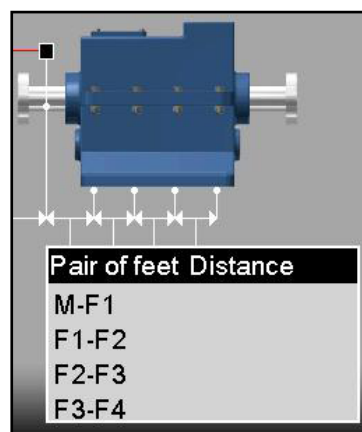 Pair of feet Distance
M-F1
F1-F2
F2-F3
F3-F4